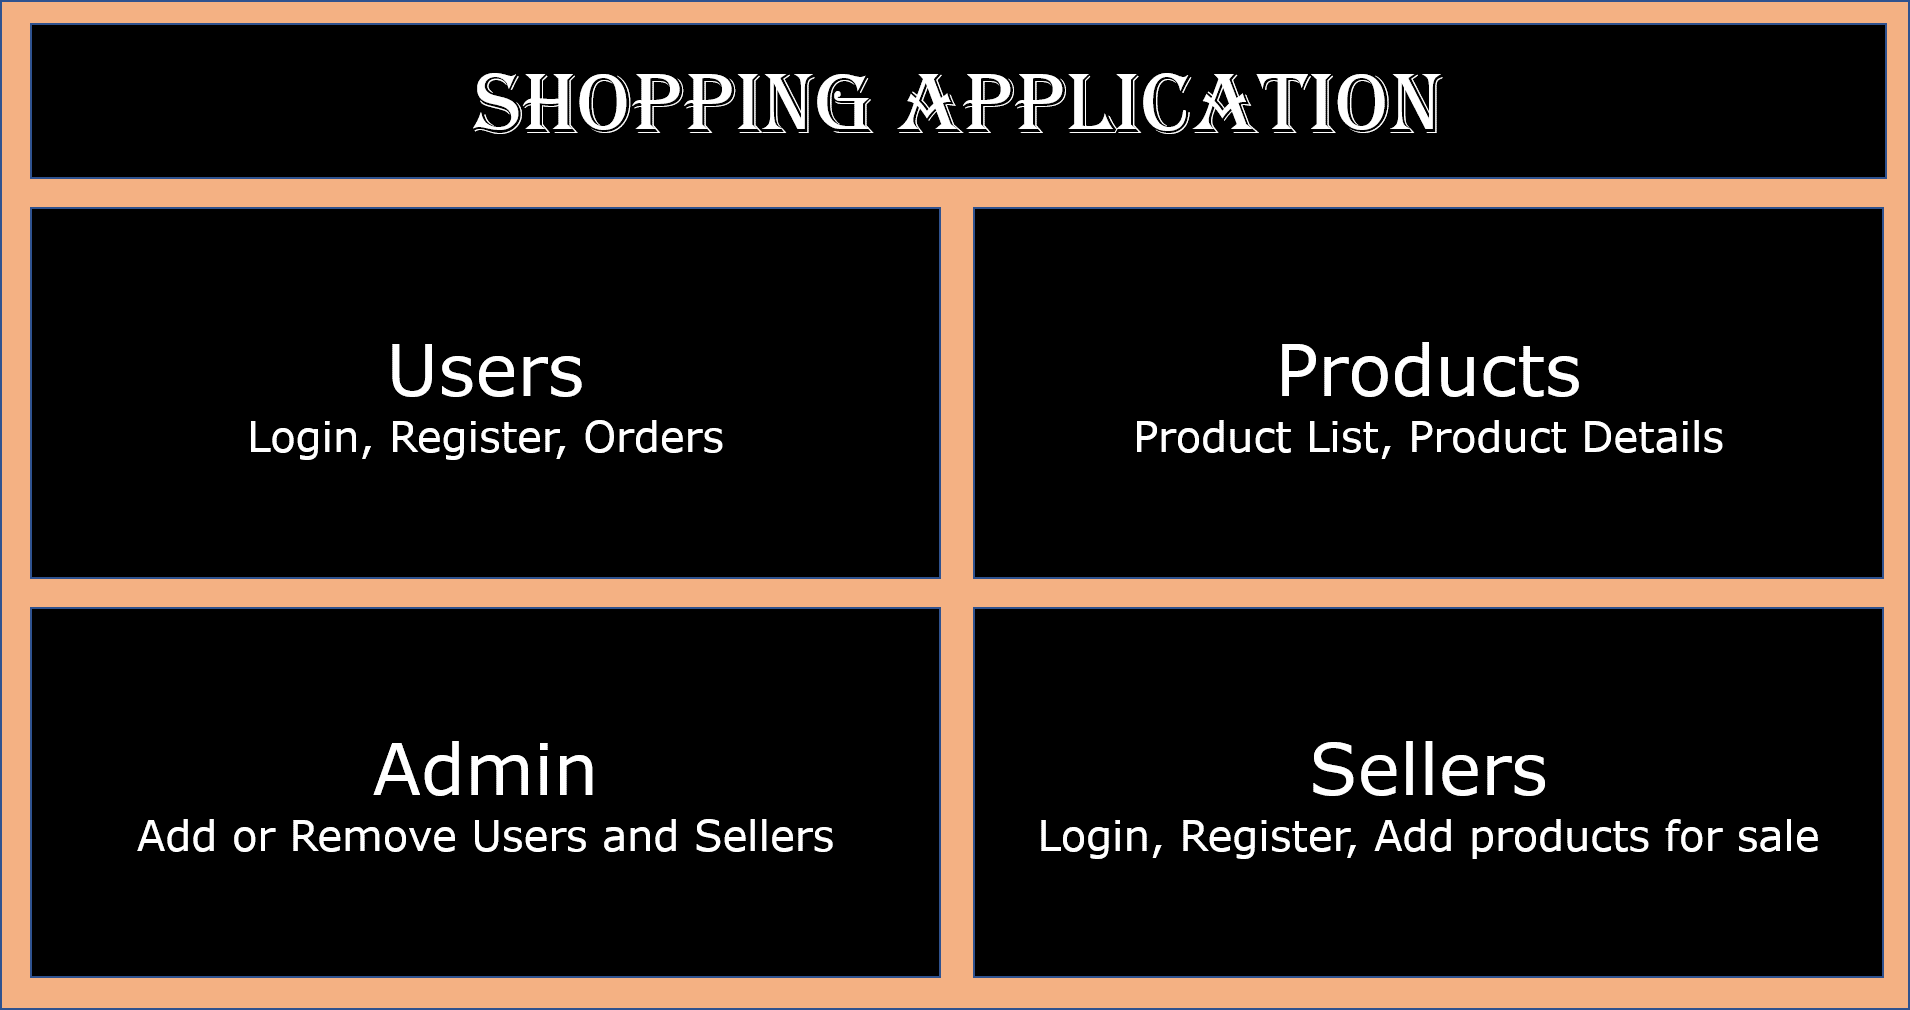 SHOPPING APPLICATION
Users
Login, Register, Orders
Products
Product List, Product Details
Admin
Add or Remove Users and Sellers
Sellers
Login, Register, Add products for sale